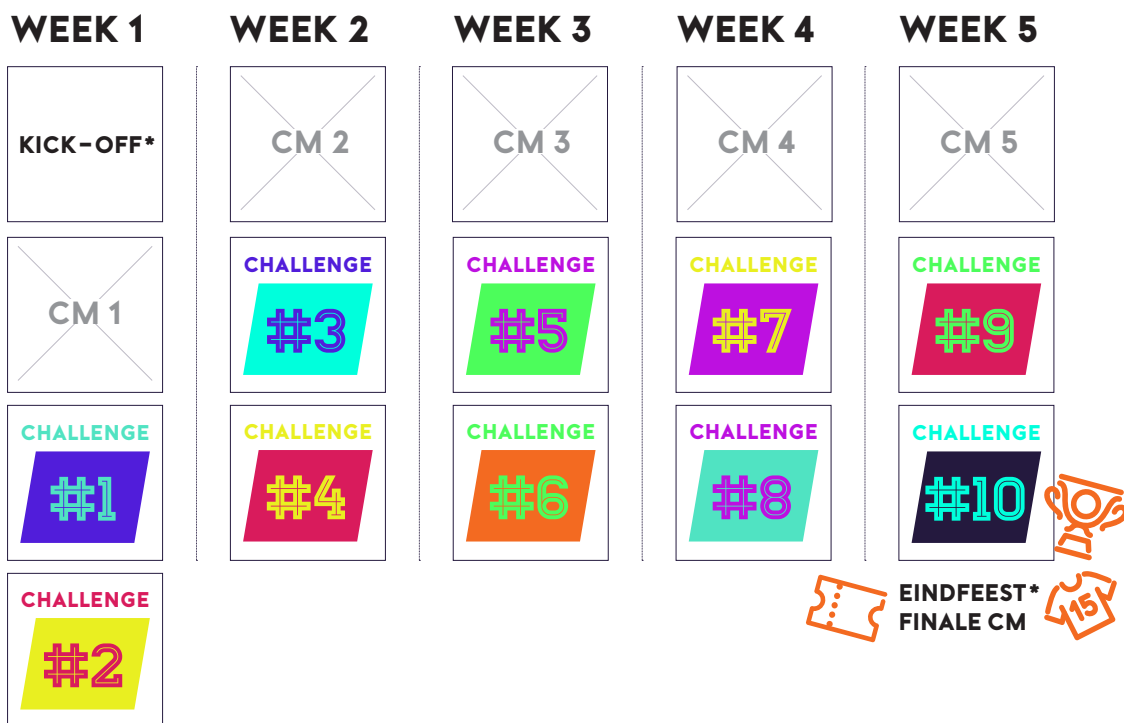 WEEK 1
WEEK 2
WEEK 3
WEEK 4
WEEK 5
KICK-OFF*
CM 2
CM 3
CM 4
CM 5
CM 1
CHALLENGE
#3
CHALLENGE
#5
CHALLENGE
#7
CHALLENGE
#9
CHALLENGE
#1
CHALLENGE
#4
CHALLENGE
#6
CHALLENGE
#8
CHALLENGE
#10
CHALLENGE
#2
EINDFEEST*
FINALE CM
15